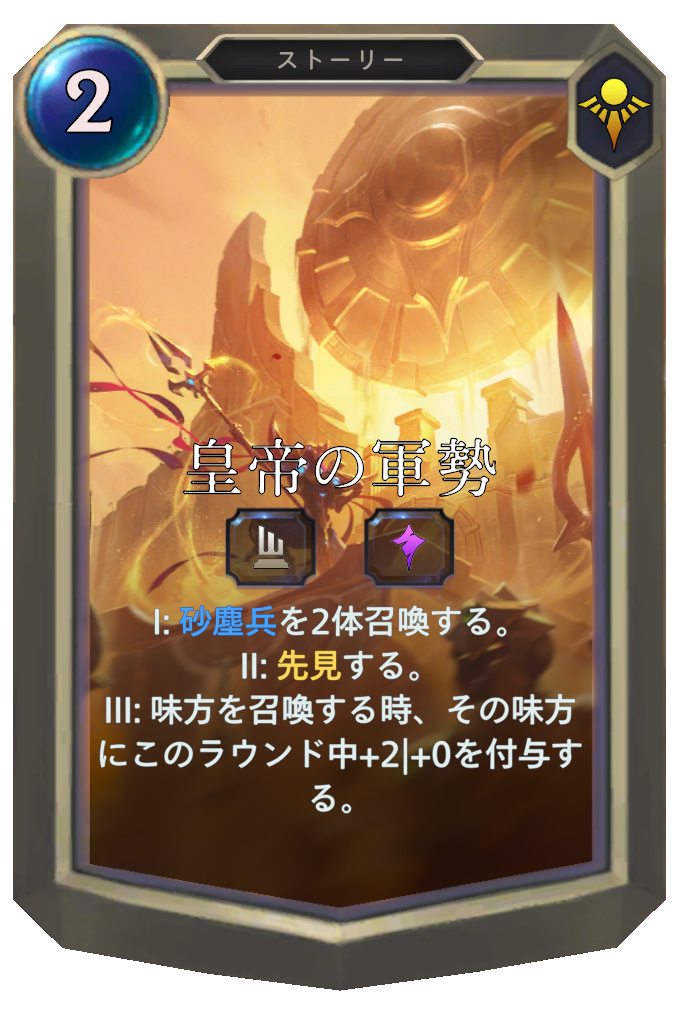 ストーリー
2
皇帝の軍勢
I: 砂塵兵を2体召喚する。
II: 先見する。
III: 味方を召喚する時、その味方
にこのラウンド中+2|+0を付与す
る。